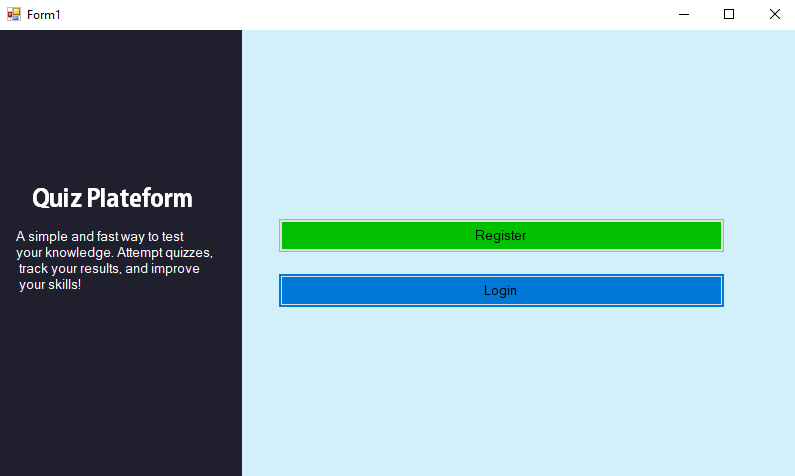 Form1
Quiz Plateform
A simple and fast way to test
your knowledge. Attempt quizzes,
track your results, and improve
your skills!
Register
Login